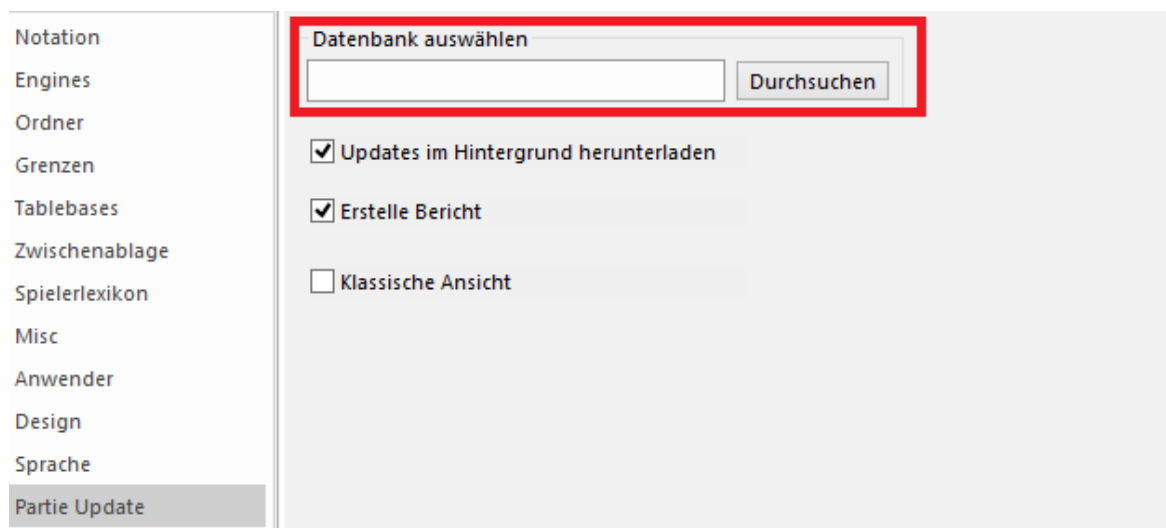 Notation
Engines
Ordner
Grenzen
Tablebases
Zwischenablage
Spielerlexikon
Misc
Anwender
Design
Sprache
Partie Update
Datenbank auswählen
Durchsuchen
Updates im Hintergrund herunterladen
Erstelle Bericht
Klassische Ansicht